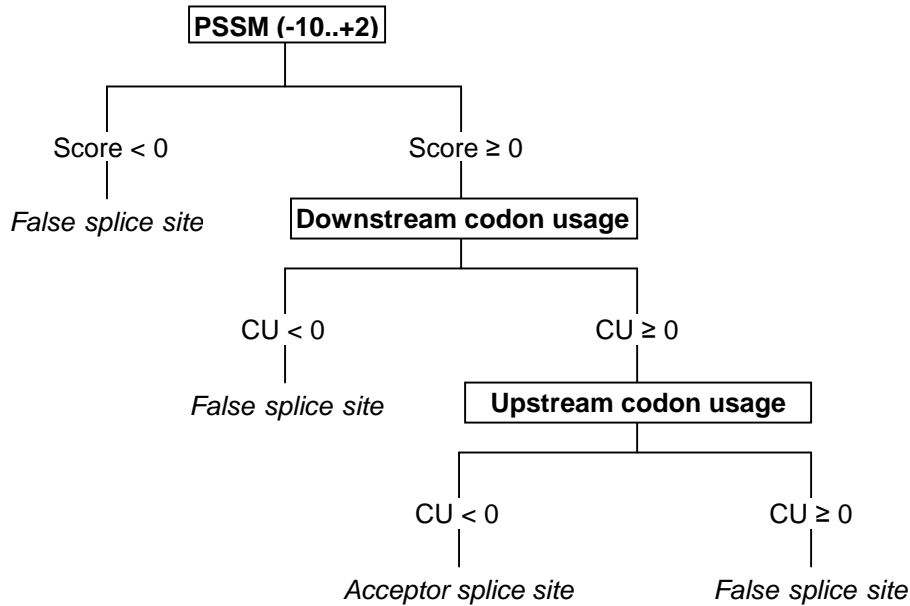 PSSM (-10..+2)
Score < 0
Score ≥ 0
False splice site
Downstream codon usage
CU < 0
CU ≥ 0
False splice site
Upstream codon usage
CU < 0
CU ≥ 0
Acceptor splice site
False splice site